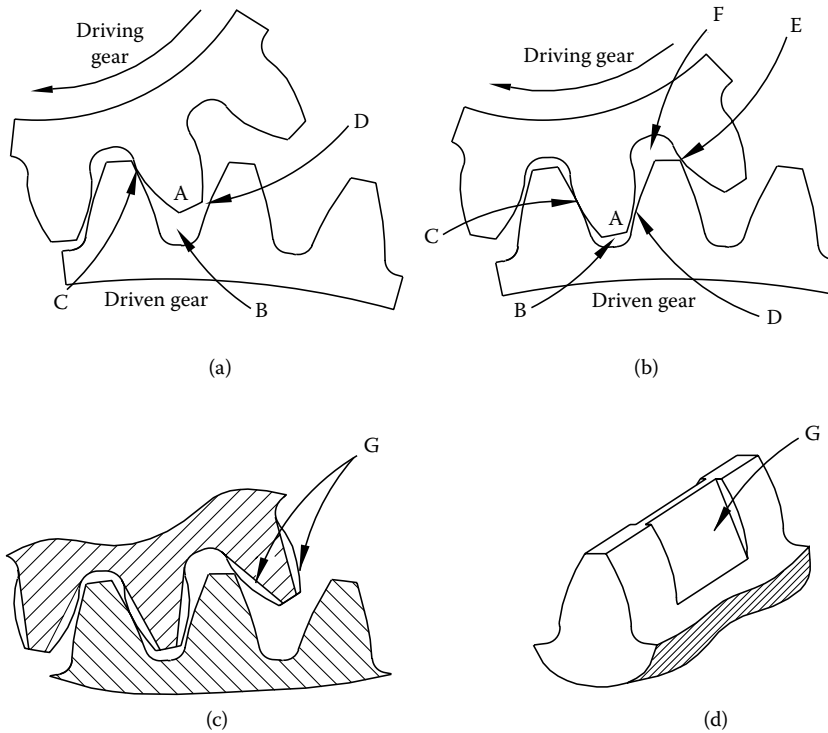 Driving
gear
D
A
C
Driven gear
B
(a)
F
E
Driving gear
A
C
B
Driven gear
D
(b)
G
(c)
G
(d)